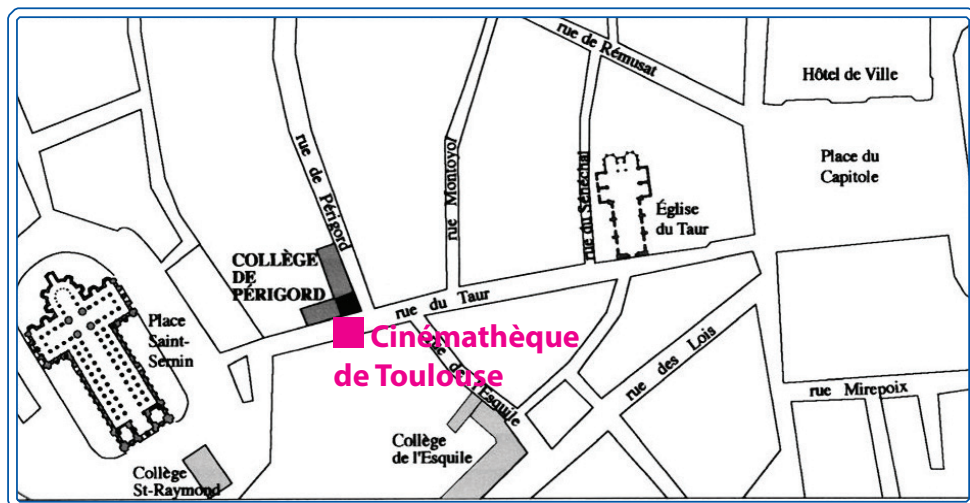 rue de Rémusat
Hôtel de Ville
rue de Périgord
rue Montoyol
rue du Sénéchal
Place du
Capitole
Église
du Taur
COLLÈGE
DE
PÉRIGORD
rue du Taur
Place
Saint-
Sernin
Cinémathèque
de Toulouse
rue des Lois
rue de l'Esquile
rue Mirepoix
Collège
de l'Esquile
Collège
St-Raymond